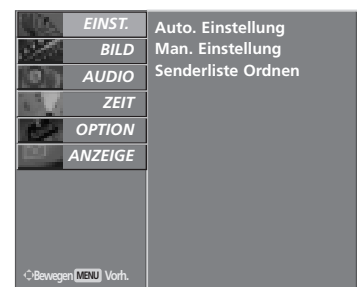 EINST.
BILD
AUDIO
ZEIT
OPTION
ANZEIGE
Auto. Einstellung
Man. Einstellung
Senderliste Ordnen
Bewegen MENU Vorh.